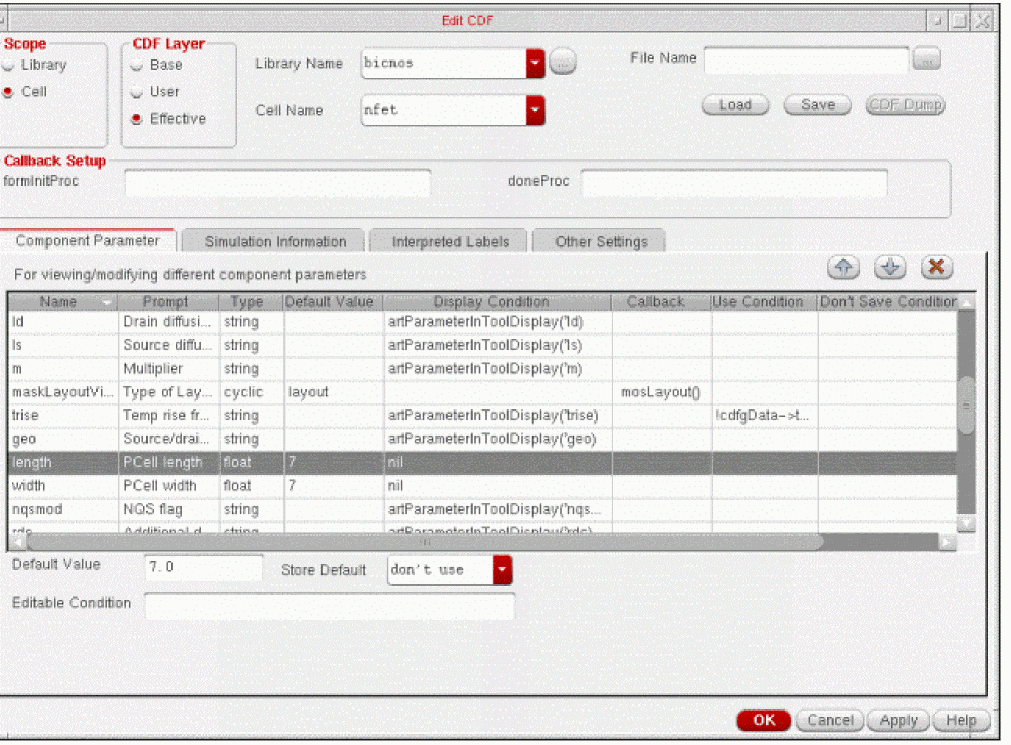 Edit CDF
Scope
Library
Cell
CDF Layer
Base
User
Effective
Library Name bicmos ...
Cell Name nfet
File Name ...
Load Save CDF Dump
Callback Setup
formInitProc doneProc
Component Parameter Simulation Information Interpreted Labels Other Settings
For viewing/modifying different component parameters
Name Prompt Type Default Value Display Condition Callback Use Condition Don't Save Condition
ld Drain diffusi... string artParameterInToolDisplay('ld)
ls Source diffu... string artParameterInToolDisplay('ls)
m Multiplier string artParameterInToolDisplay('m)
maskLayoutVi... Type of Lay... cyclic layout mosLayout()
trise Temp rise fr... string artParameterInToolDisplay('trise) !cdfgData->t...
geo Source/drai... string artParameterInToolDisplay('geo)
length PCell length float 7 nil
width PCell width float 7 nil
nqsmod NQS flag string artParameterInToolDisplay('nqs...
rdc Additional d... string artParameterInToolDisplay('rdc)
Default Value 7.0 Store Default don't use
Editable Condition
OK Cancel Apply Help